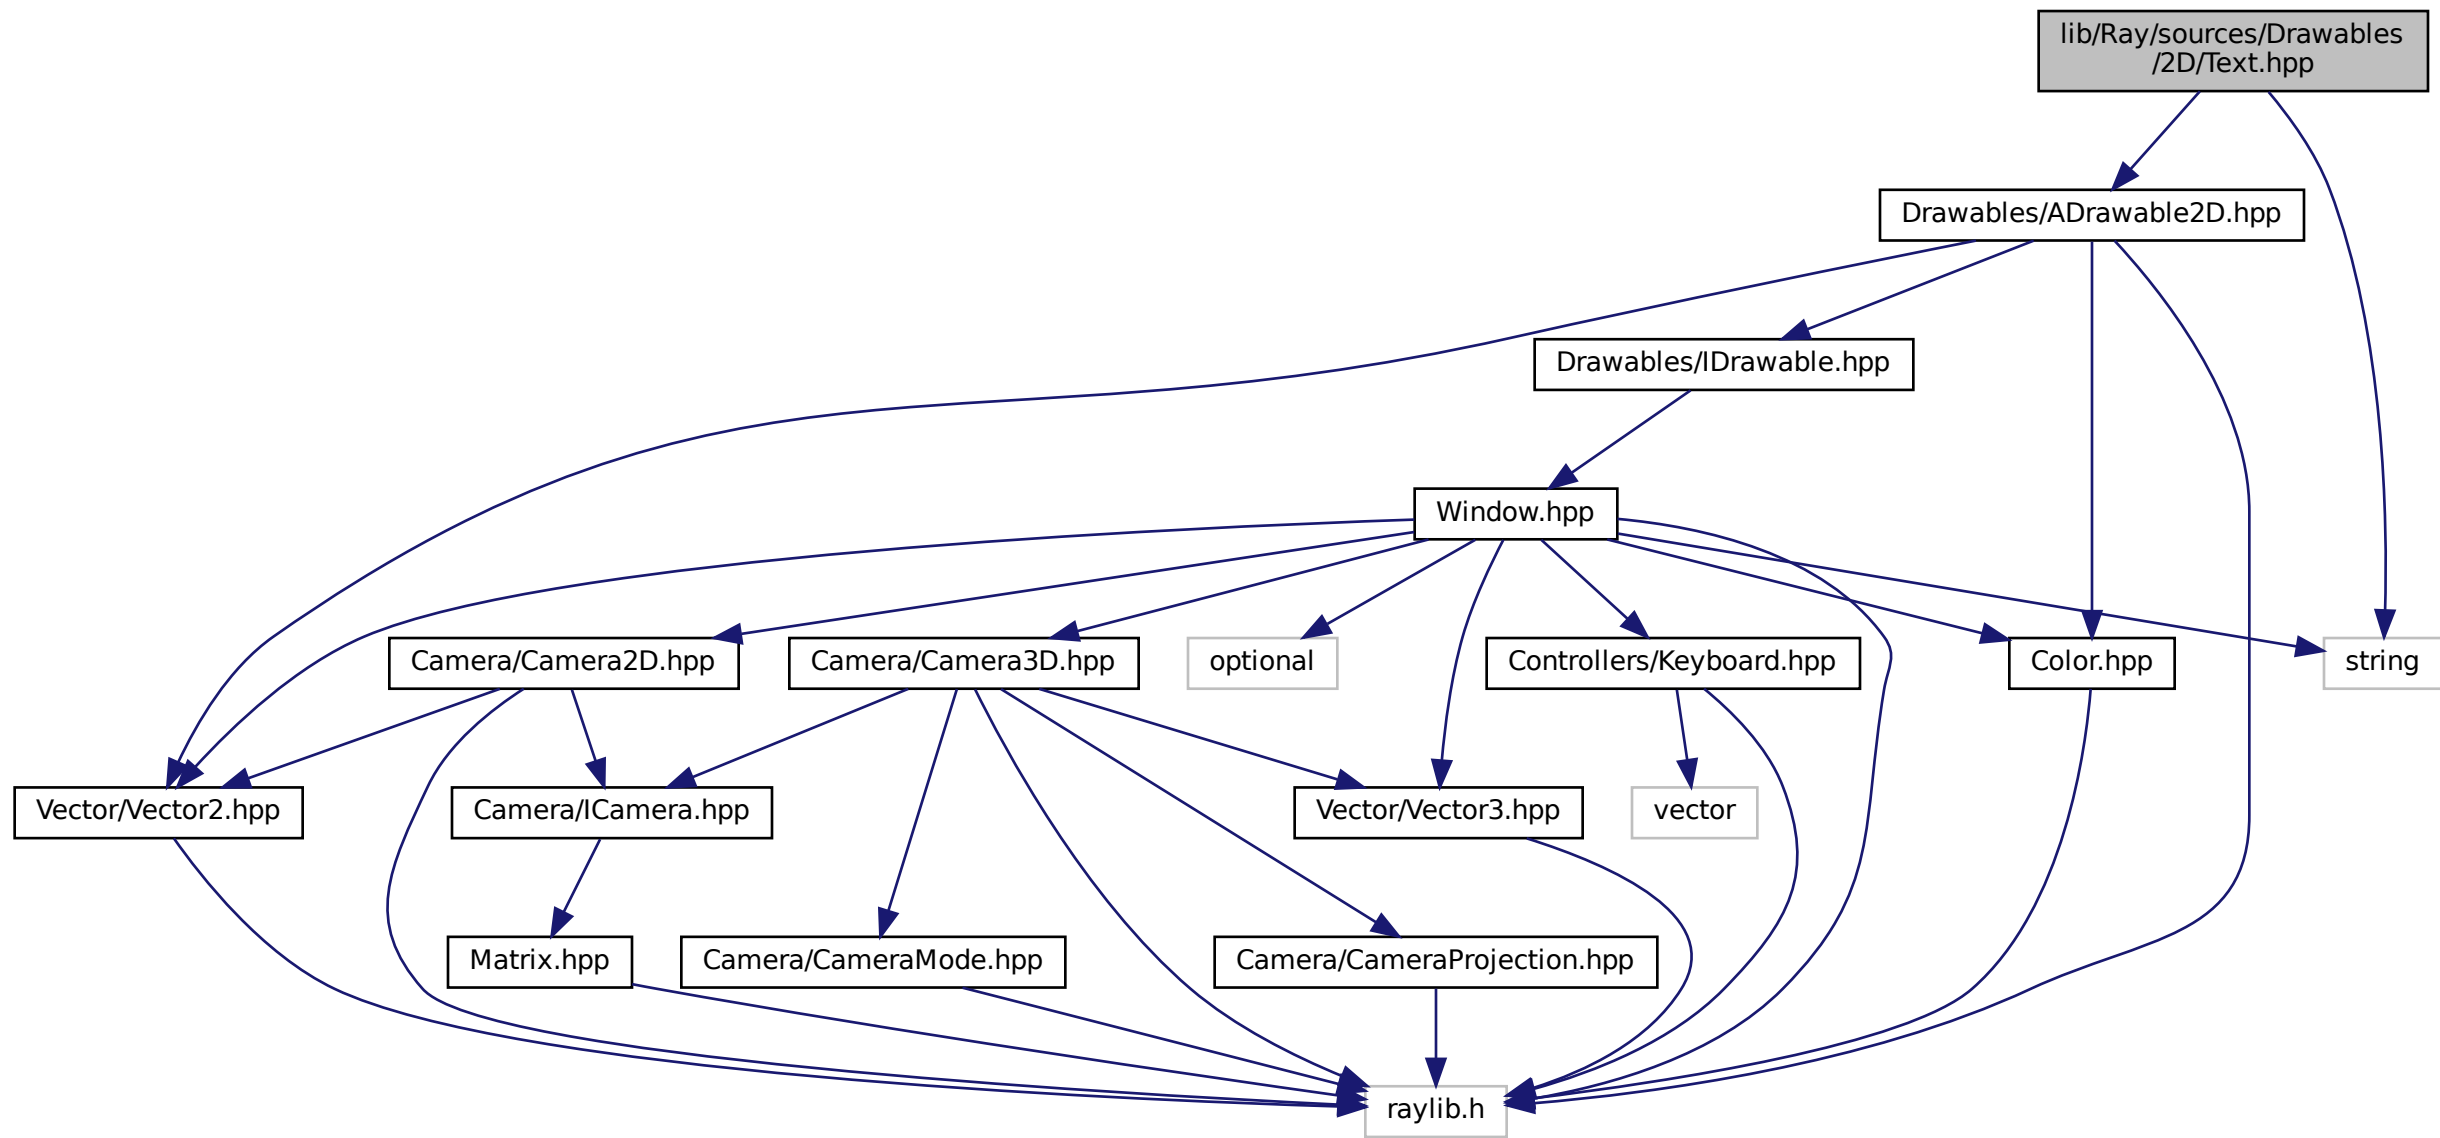 lib/Ray/sources/Drawables
/2D/Text.hpp
Drawables/ADrawable2D.hpp
Drawables/IDrawable.hpp
Window.hpp
Camera/Camera2D.hpp
Camera/Camera3D.hpp
optional
Controllers/Keyboard.hpp
Color.hpp
string
Vector/Vector2.hpp
Camera/ICamera.hpp
Vector/Vector3.hpp
vector
Matrix.hpp
Camera/CameraMode.hpp
Camera/CameraProjection.hpp
raylib.h